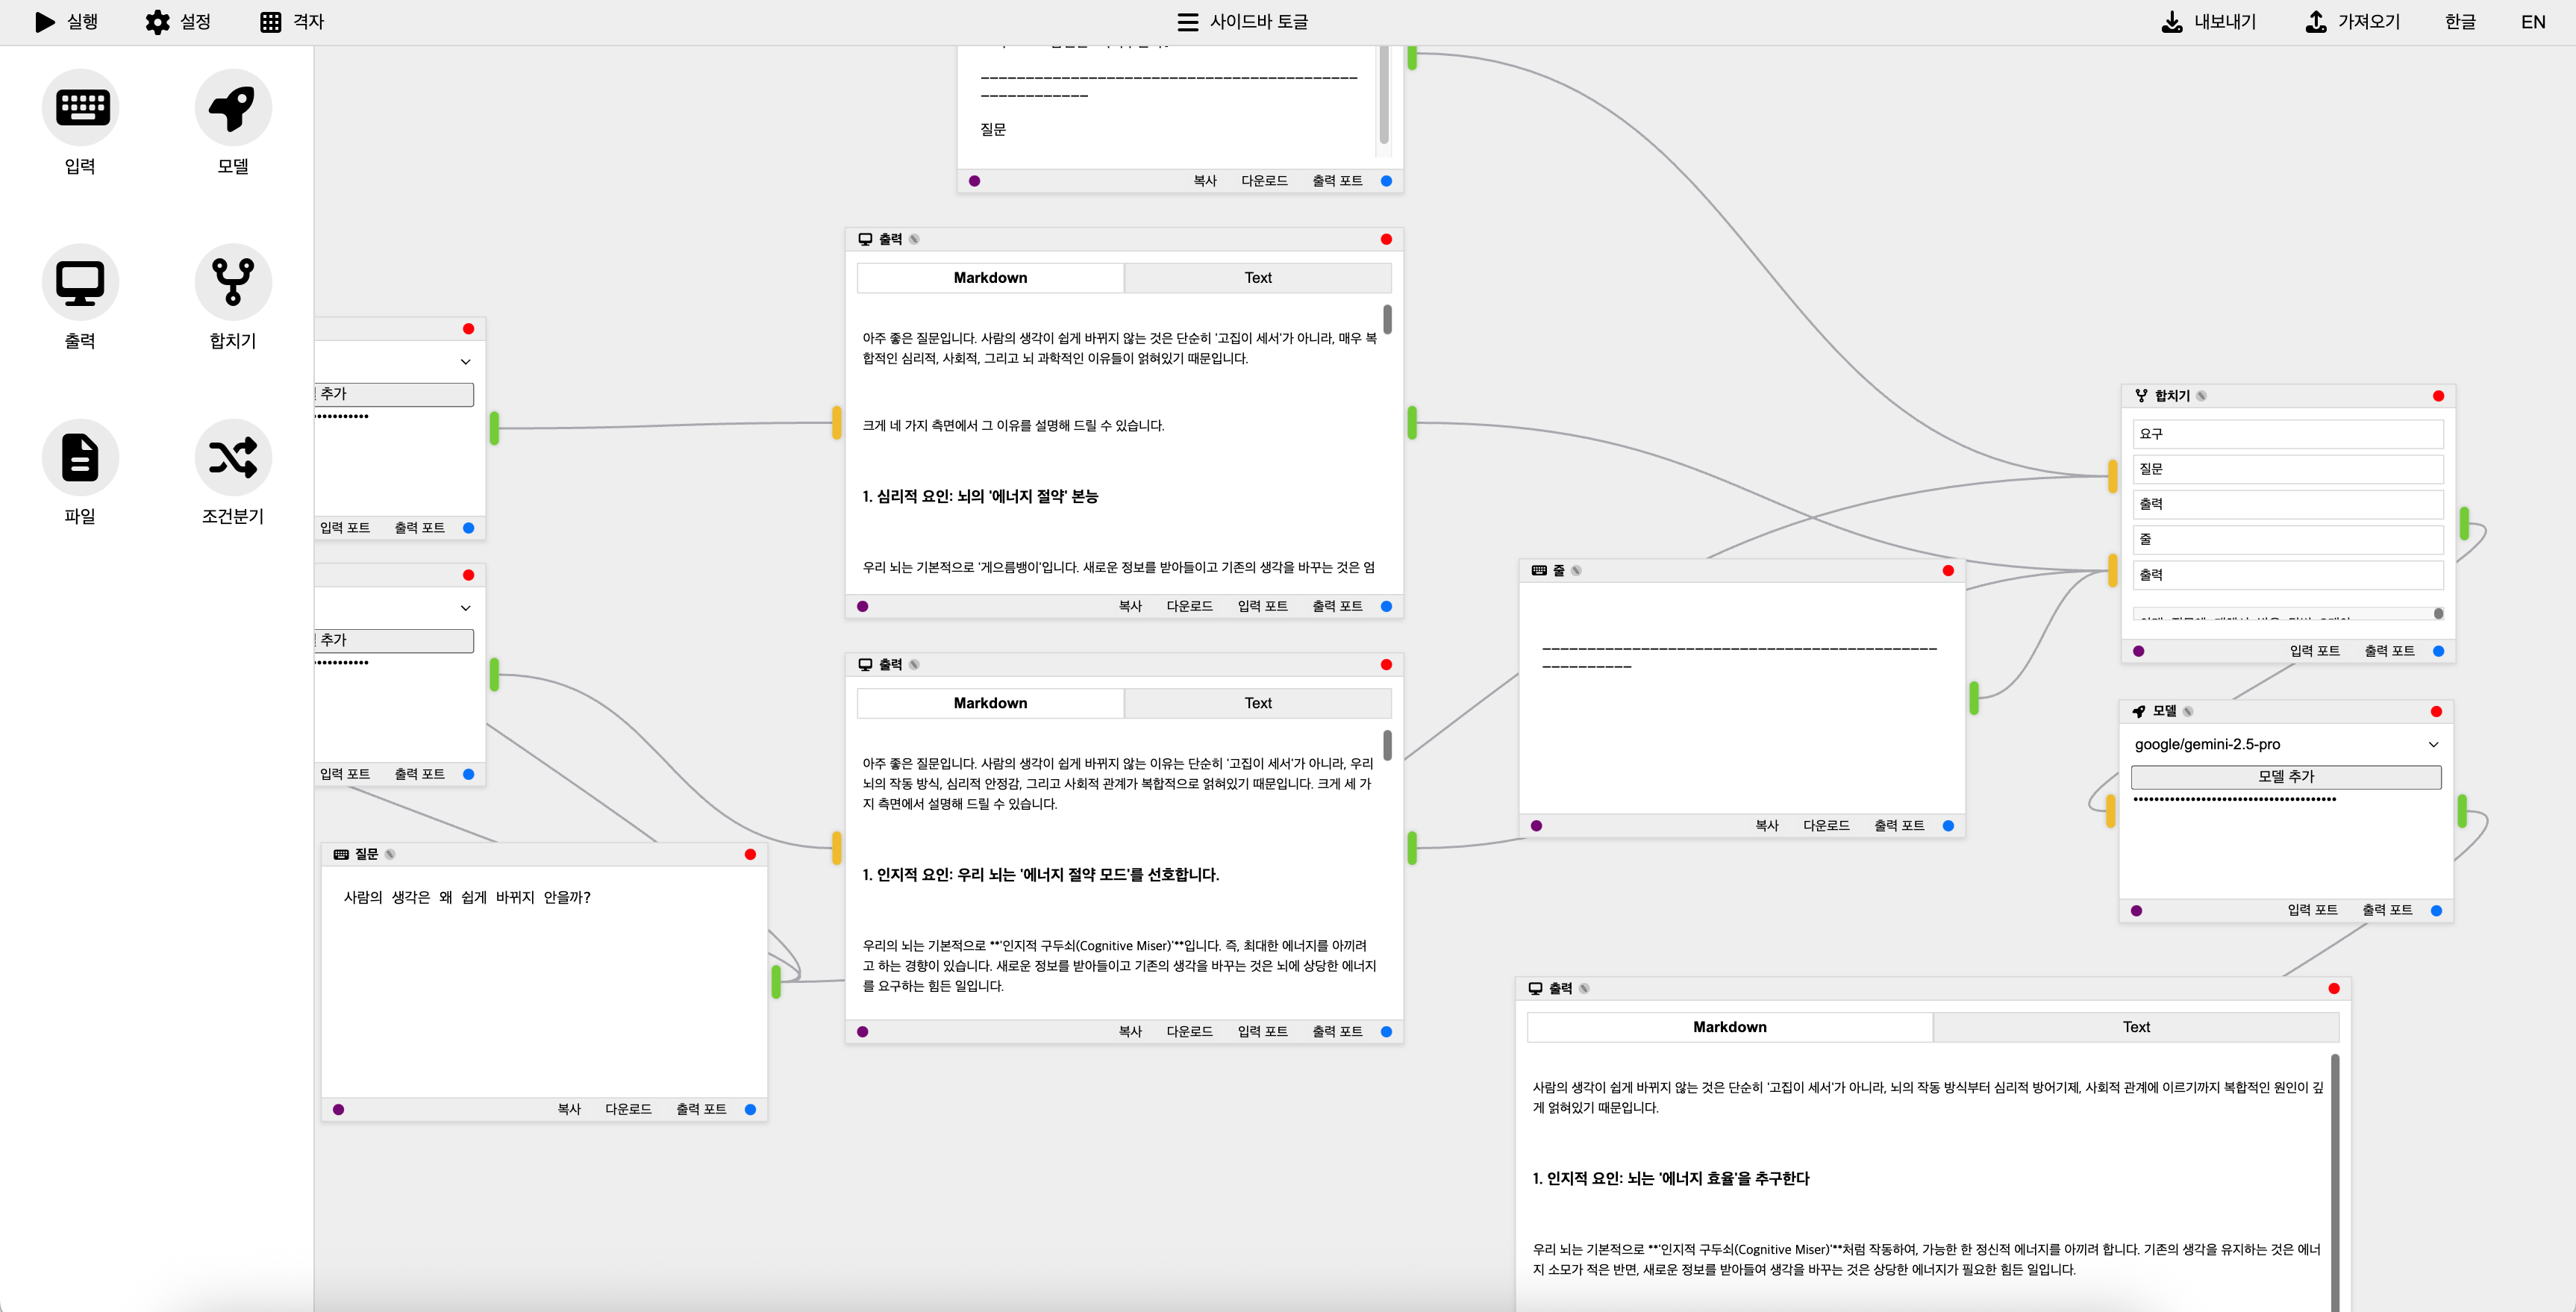 실행 설정 격자 사이드바 토글 내보내기 가져오기 한글 EN
입력 모델
출력 합치기
파일 조건분기
추가
입력 포트 출력 포트
추가
입력 포트 출력 포트
질문
사람의 생각은 왜 쉽게 바뀌지 안을까?
복사 다운로드 출력 포트
___________________________________________
____________
질문
복사 다운로드 출력 포트
출력
Markdown Text
아주 좋은 질문입니다. 사람의 생각이 쉽게 바뀌지 않는 것은 단순히 '고집이 세서'가 아니라, 매우 복
합적인 심리적, 사회적, 그리고 뇌 과학적인 이유들이 얽혀있기 때문입니다.
크게 네 가지 측면에서 그 이유를 설명해 드릴 수 있습니다.
1. 심리적 요인: 뇌의 '에너지 절약' 본능
우리 뇌는 기본적으로 '게으름뱅이'입니다. 새로운 정보를 받아들이고 기존의 생각을 바꾸는 것은 엄
복사 다운로드 입력 포트 출력 포트
출력
Markdown Text
아주 좋은 질문입니다. 사람의 생각이 쉽게 바뀌지 않는 이유는 단순히 '고집이 세서'가 아니라, 우리
뇌의 작동 방식, 심리적 안정감, 그리고 사회적 관계가 복합적으로 얽혀있기 때문입니다. 크게 세 가
지 측면에서 설명해 드릴 수 있습니다.
1. 인지적 요인: 우리 뇌는 '에너지 절약 모드'를 선호합니다.
우리의 뇌는 기본적으로 **'인지적 구두쇠(Cognitive Miser)'**입니다. 즉, 최대한 에너지를 아끼려
고 하는 경향이 있습니다. 새로운 정보를 받아들이고 기존의 생각을 바꾸는 것은 뇌에 상당한 에너지
를 요구하는 힘든 일입니다.
복사 다운로드 입력 포트 출력 포트
줄
____________________________________________
__________
복사 다운로드 출력 포트
합치기
요구
질문
출력
줄
출력
입력 포트 출력 포트
모델
google/gemini-2.5-pro
모델 추가
입력 포트 출력 포트
출력
Markdown Text
사람의 생각이 쉽게 바뀌지 않는 것은 단순히 '고집이 세서'가 아니라, 뇌의 작동 방식부터 심리적 방어기제, 사회적 관계에 이르기까지 복합적인 원인이 깊
게 얽혀있기 때문입니다.
1. 인지적 요인: 뇌는 '에너지 효율'을 추구한다
우리 뇌는 기본적으로 **'인지적 구두쇠(Cognitive Miser)'**처럼 작동하여, 가능한 한 정신적 에너지를 아끼려 합니다. 기존의 생각을 유지하는 것은 에너
지 소모가 적은 반면, 새로운 정보를 받아들여 생각을 바꾸는 것은 상당한 에너지가 필요한 힘든 일입니다.